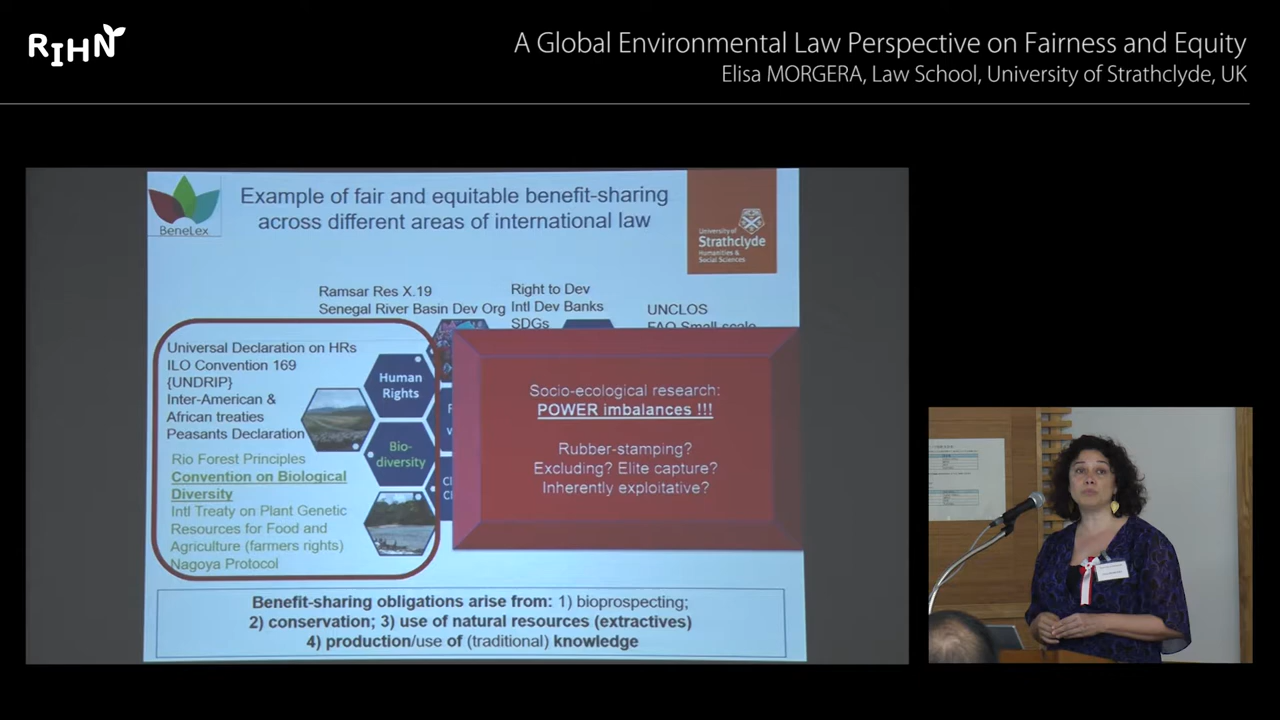 RIHN
A Global Environmental Law Perspective on Fairness and Equity
Elisa MORGERA, Law School, University of Strathclyde, UK
BeneLex
Example of fair and equitable benefit-sharing
across different areas of international law
University of
Strathclyde
Humanities &
Social Sciences
Ramsar Res X.19
Senegal River Basin Dev Org
Right to Dev
Intl Dev Banks
SDGs
UNCLOS
FAO Small-scale
Universal Declaration on HRs
ILO Convention 169
{UNDRIP}
Inter-American &
African treaties
Peasants Declaration
Rio Forest Principles
Convention on Biological
Diversity
Intl Treaty on Plant Genetic
Resources for Food and
Agriculture (farmers rights)
Nagoya Protocol
Human
Rights
Bio-
diversity
Socio-ecological research:
POWER imbalances !!!
Rubber-stamping?
Excluding? Elite capture?
Inherently exploitative?
Benefit-sharing obligations arise from: 1) bioprospecting;
2) conservation; 3) use of natural resources (extractives)
4) production/use of (traditional) knowledge